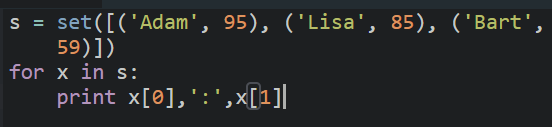 s = set([('Adam', 95), ('Lisa', 85), ('Bart',
59)])
for x in s:
print x[0],':',x[1]